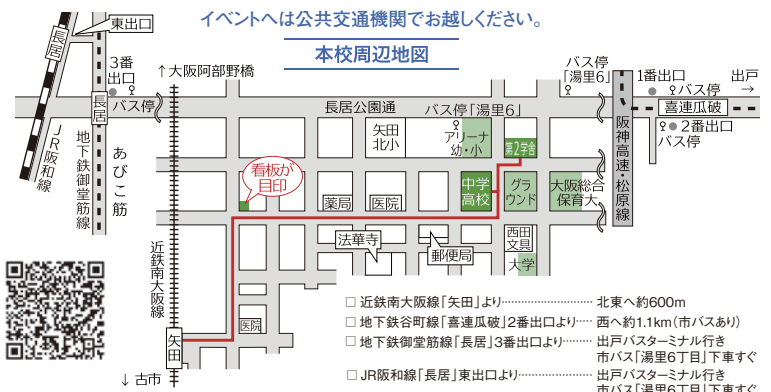 イベントへは公共交通機関でお越しください。
本校周辺地図
長居
東出口
3番
出口
バス停
↑大阪阿部野橋
長居
長居公園通
バス停「湯里6」
バス停
「湯里6」
1番出口
バス停
出戸
→
喜連瓜破
2番出口
バス停
JR阪和線
地下鉄御堂筋線
あびこ筋
矢田
北小
アリーナ
幼・小
第2学舎
阪神高速・松原線
看板が
目印
薬局
医院
中学
高校
グラ
ウンド
大阪総合
保育大
法華寺
郵便局
西田
文具
大学
近鉄南大阪線
医院
矢田
↓古市
□ 近鉄南大阪線「矢田」より…………………… 北東へ約600m
□ 地下鉄谷町線「喜連瓜破」2番出口より…… 西へ約1.1km(市バスあり)
□ 地下鉄御堂筋線「長居」3番出口より……… 出戸バスターミナル行き
市バス「湯里6丁目」下車すぐ
□ JR阪和線「長居」東出口より……………… 出戸バスターミナル行き
市バス「湯里6丁目」下車すぐ